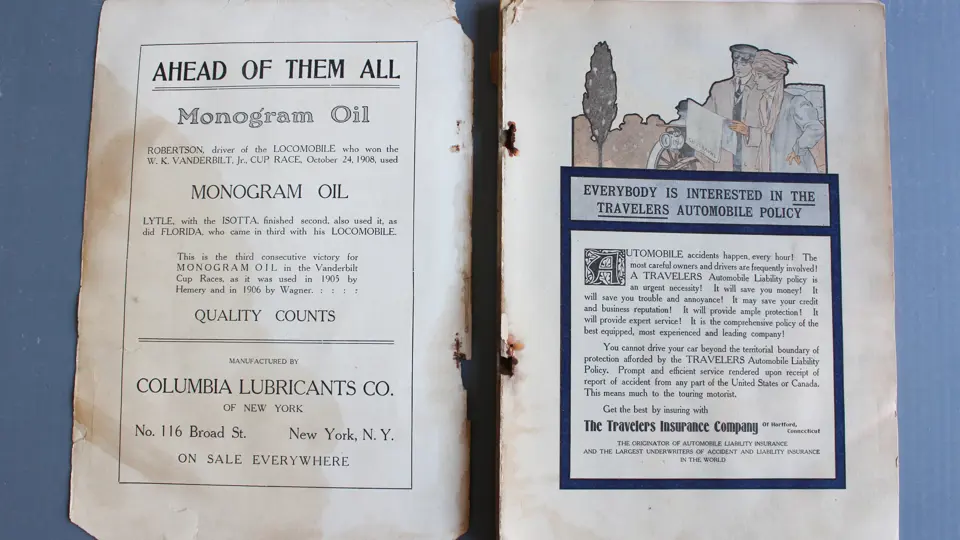 AHEAD OF THEM ALL
Monogram Oil
ROBERTSON, driver of the LOCOMOBILE who won the
W. K. VANDERBILT, Jr., CUP RACE, October 24, 1908, used
MONOGRAM OIL
LYTLE, with the ISOTTA, finished second, also used it, as
did FLORIDA, who came in third with his LOCOMOBILE.
This is the third consecutive victory for
MONOGRAM OIL in the Vanderbilt
Cup Races, as it was used in 1905 by
Hemery and in 1906 by Wagner. : : : :
QUALITY COUNTS
MANUFACTURED BY
COLUMBIA LUBRICANTS CO.
OF NEW YORK
No. 116 Broad St. New York, N. Y.
ON SALE EVERYWHERE
EVERYBODY IS INTERESTED IN THE
TRAVELERS AUTOMOBILE POLICY
AUTOMOBILE accidents happen, every hour! The
most careful owners and drivers are frequently involved!
A TRAVELERS Automobile Liability policy is
an urgent necessity! It will save you money! It
will save you trouble and annoyance! It may save your credit
and business reputation! It will provide ample protection! It
will provide expert service! It is the comprehensive policy of the
best equipped, most experienced and leading company!
You cannot drive your car beyond the territorial boundary of
protection afforded by the TRAVELERS Automobile Liability
Policy. Prompt and efficient service rendered upon receipt of
report of accident from any part of the United States or Canada.
This means much to the touring motorist.
Get the best by insuring with
The Travelers Insurance Company Of Hartford,
Connecticut
THE ORIGINATOR OF AUTOMOBILE LIABILITY INSURANCE
AND THE LARGEST UNDERWRITERS OF ACCIDENT AND LIABILITY INSURANCE
IN THE WORLD